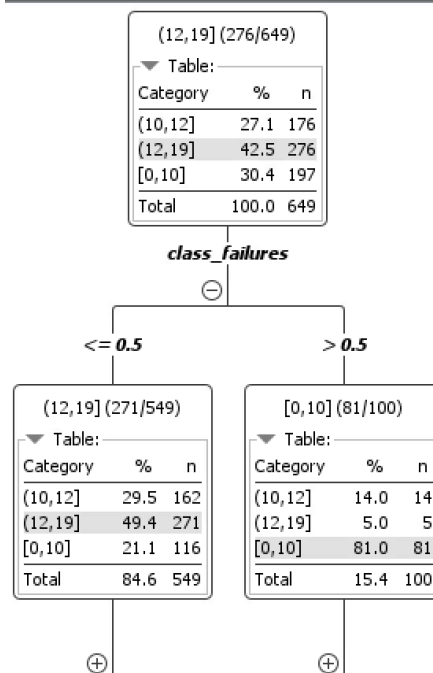 (12,19] (276/649)
Table:
Category % n
(10,12] 27.1 176
(12,19] 42.5 276
[0,10] 30.4 197
Total 100.0 649
class_failures
<= 0.5
> 0.5
(12,19] (271/549)
Table:
Category % n
(10,12] 29.5 162
(12,19] 49.4 271
[0,10] 21.1 116
Total 84.6 549
[0,10] (81/100)
Table:
Category % n
(10,12] 14.0 14
(12,19] 5.0 5
[0,10] 81.0 81
Total 15.4 100